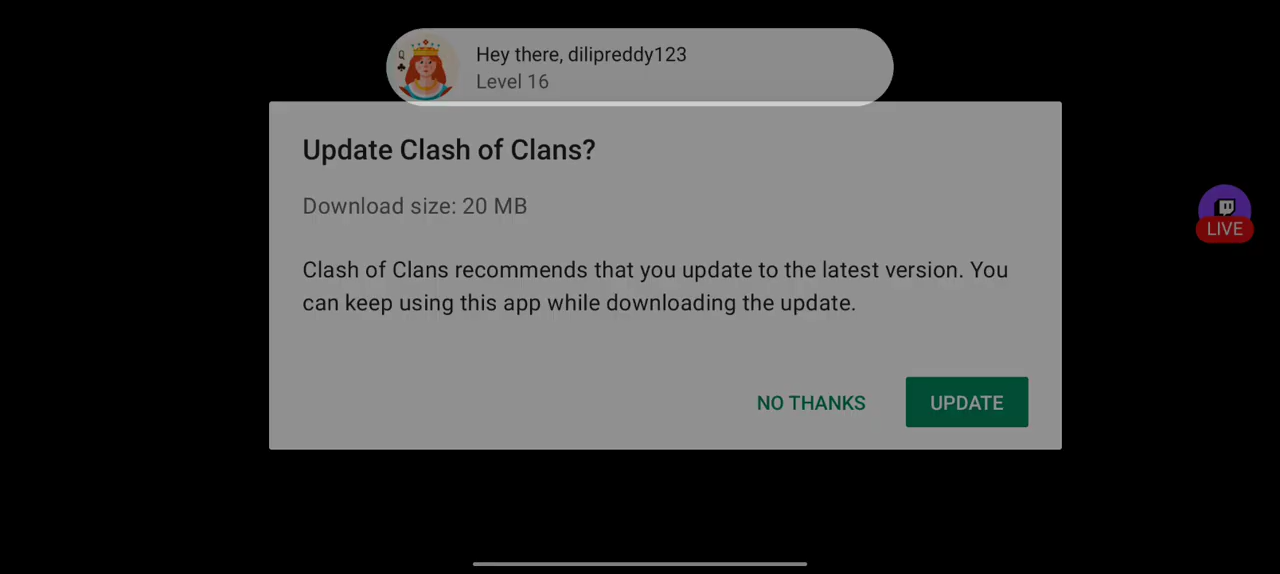 Q
Hey there, dilipreddy123
Level 16
Update Clash of Clans?
Download size: 20 MB
LIVE
Clash of Clans recommends that you update to the latest version. You
can keep using this app while downloading the update.
NO THANKS
UPDATE